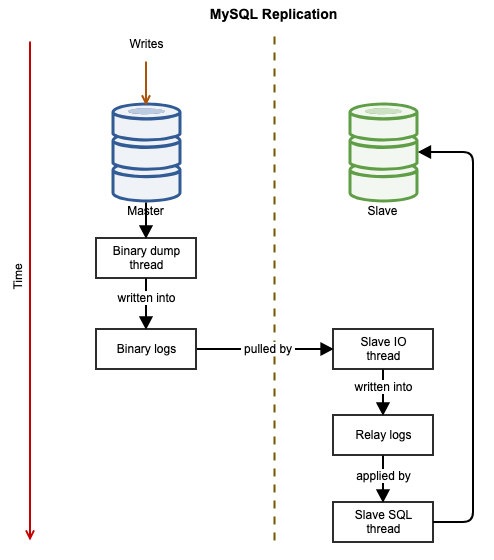 MySQL Replication
Writes
Master
Slave
Binary dump
thread
written into
Binary logs
pulled by
Slave IO
thread
written into
Relay logs
applied by
Slave SQL
thread
Time